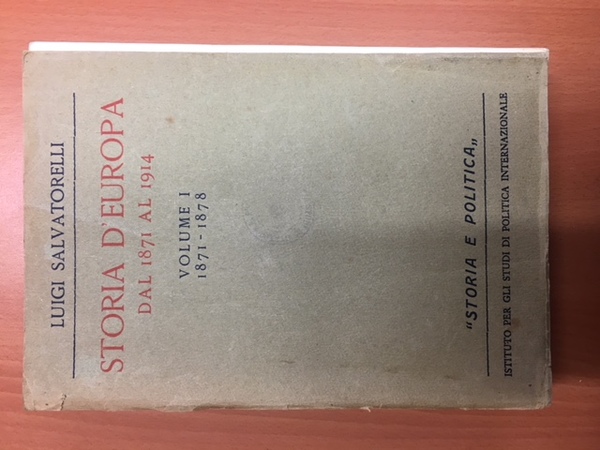 LUIGI SALVATORELLI
STORIA D'EUROPA
DAL 1871 AL 1914
VOLUME I
1871-1878
"STORIA E POLITICA„
ISTITUTO PER GLI STUDI DI POLITICA INTERNAZIONALE